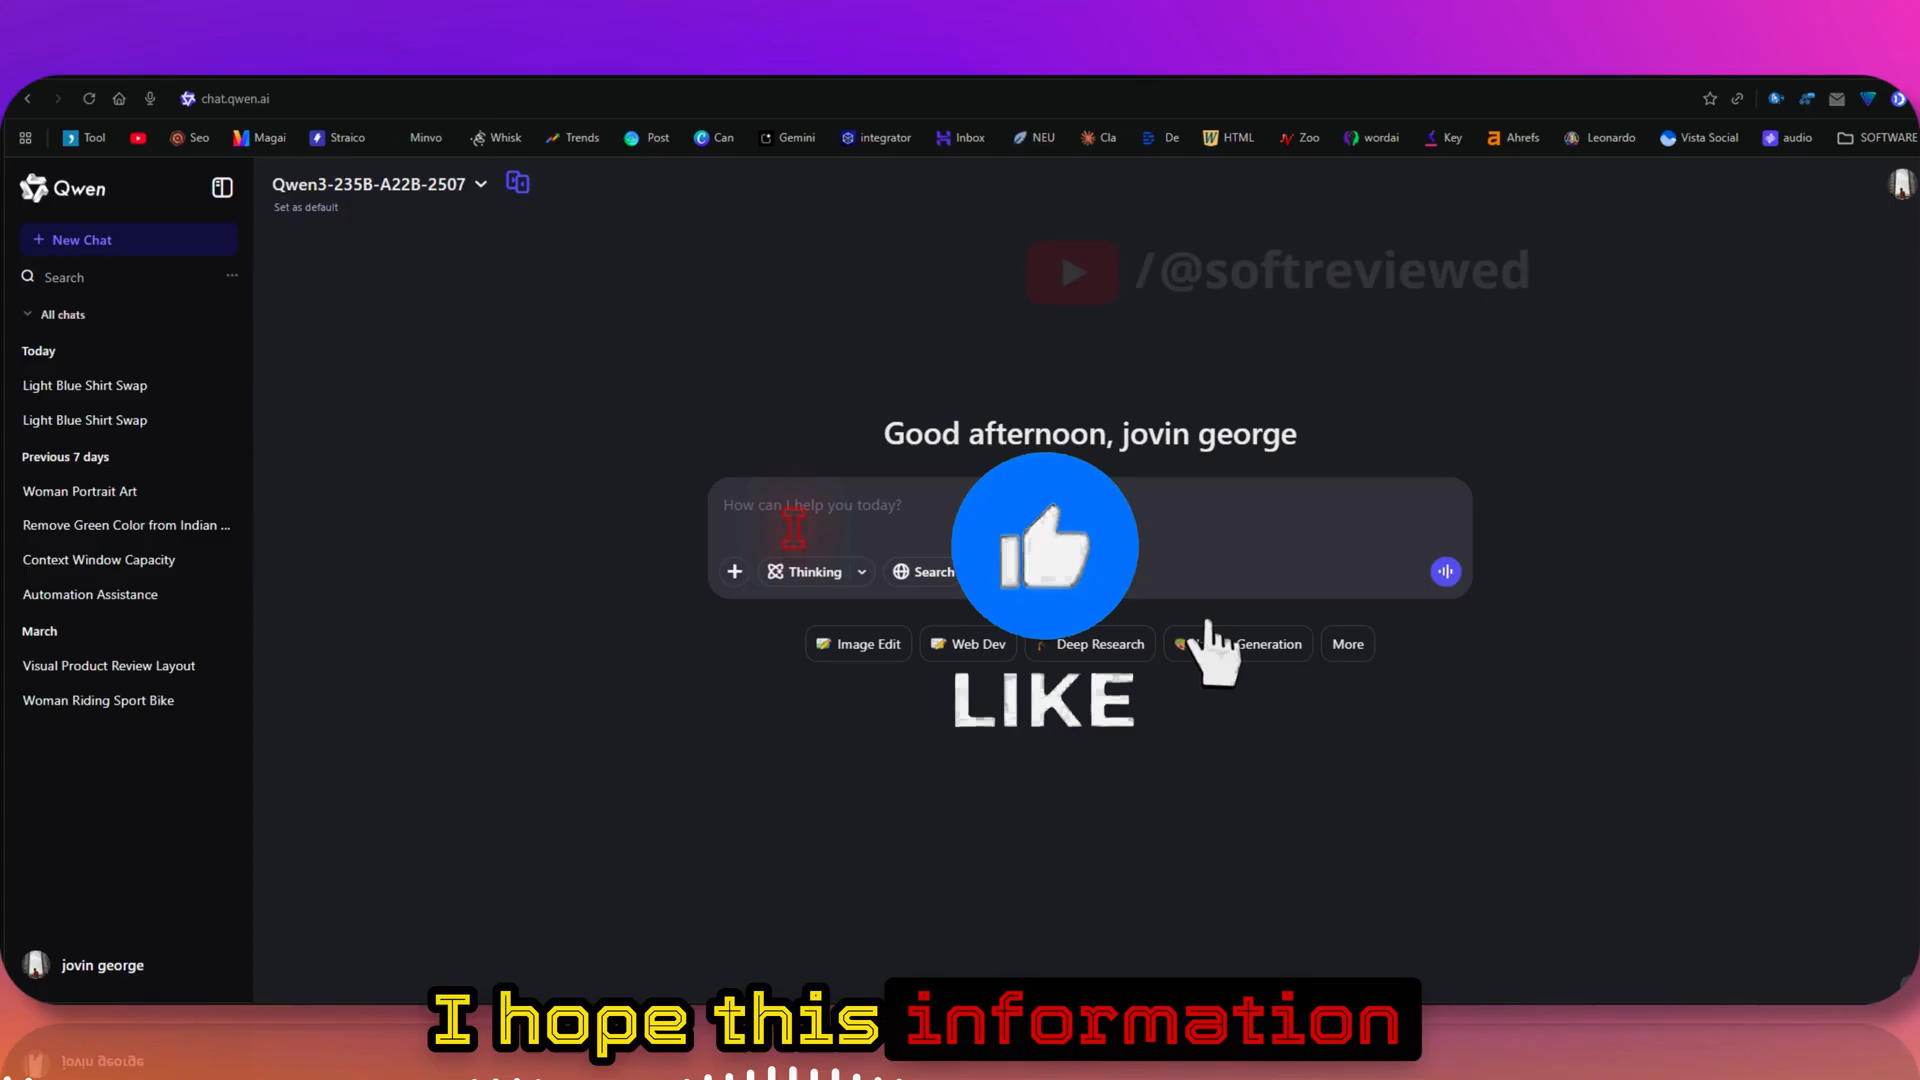 chat.qwen.ai
Tool Seo Magai Straico Minvo Whisk Trends Post Can Gemini integrator Inbox NEU Cla De HTML Zoo wordai Key Ahrefs Leonardo Vista Social audio SOFTWARE
Qwen
Qwen3-235B-A22B-2507
Set as default
New Chat
Search
All chats
Today
Light Blue Shirt Swap
Light Blue Shirt Swap
Previous 7 days
Woman Portrait Art
Remove Green Color from Indian ...
Context Window Capacity
Automation Assistance
March
Visual Product Review Layout
Woman Riding Sport Bike
jovin george
/@softreviewed
Good afternoon, jovin george
How can I help you today?
Thinking Search
Image Edit Web Dev Deep Research Generation More
LIKE
I hope this information
jovin george